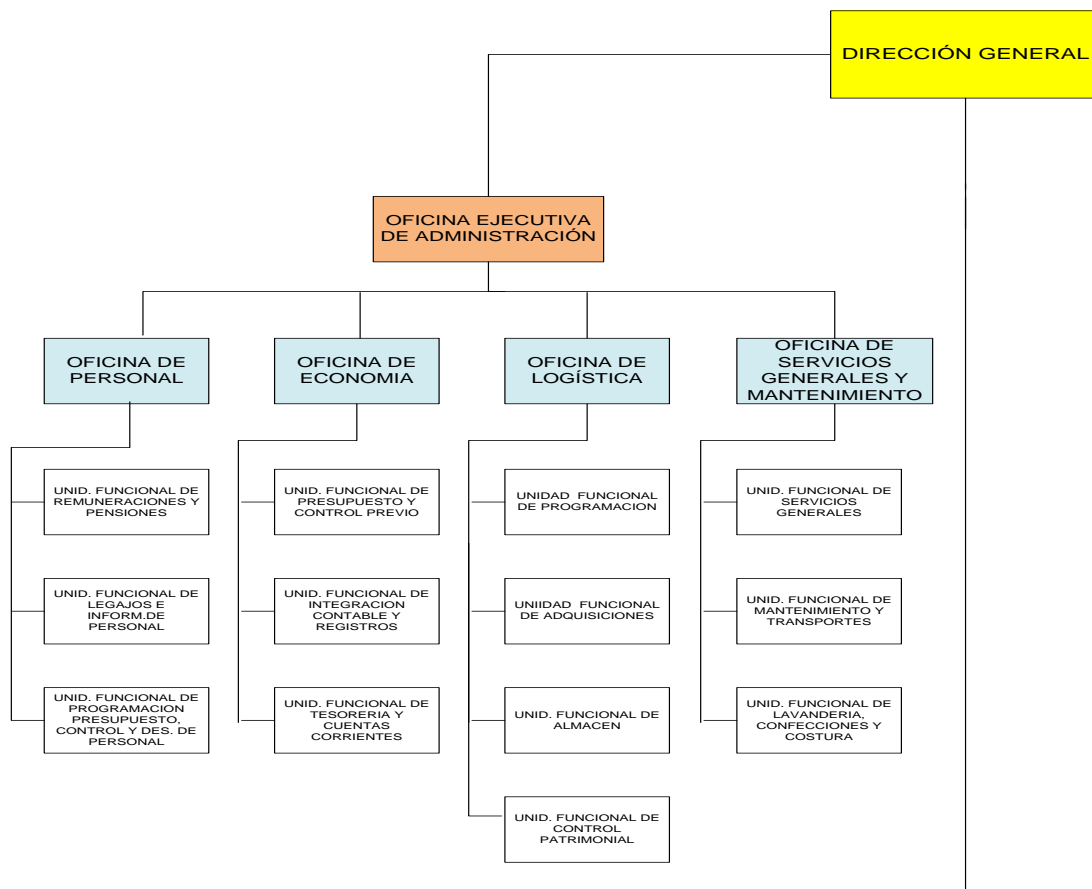 DIRECCIÓN GENERAL
OFICINA EJECUTIVA
DE ADMINISTRACIÓN
OFICINA DE
PERSONAL
OFICINA DE
ECONOMIA
OFICINA DE
LOGÍSTICA
OFICINA DE
SERVICIOS
GENERALES Y
MANTENIMIENTO
UNID. FUNCIONAL DE
REMUNERACIONES Y
PENSIONES
UNID. FUNCIONAL DE
PRESUPUESTO Y
CONTROL PREVIO
UNIDAD FUNCIONAL
DE PROGRAMACION
UNID. FUNCIONAL DE
SERVICIOS
GENERALES
UNID. FUNCIONAL DE
LEGAJOS E
INFORM.DE
PERSONAL
UNID. FUNCIONAL DE
INTEGRACION
CONTABLE Y
REGISTROS
UNIIDAD FUNCIONAL
DE ADQUISICIONES
UNID. FUNCIONAL DE
MANTENIMIENTO Y
TRANSPORTES
UNID. FUNCIONAL DE
PROGRAMACION
PRESUPUESTO,
CONTROL Y DES. DE
PERSONAL
UNID. FUNCIONAL DE
TESORERIA Y
CUENTAS
CORRIENTES
UNID. FUNCIONAL DE
ALMACEN
UNID. FUNCIONAL DE
LAVANDERIA,
CONFECCIONES Y
COSTURA
UNID. FUNCIONAL DE
CONTROL
PATRIMONIAL